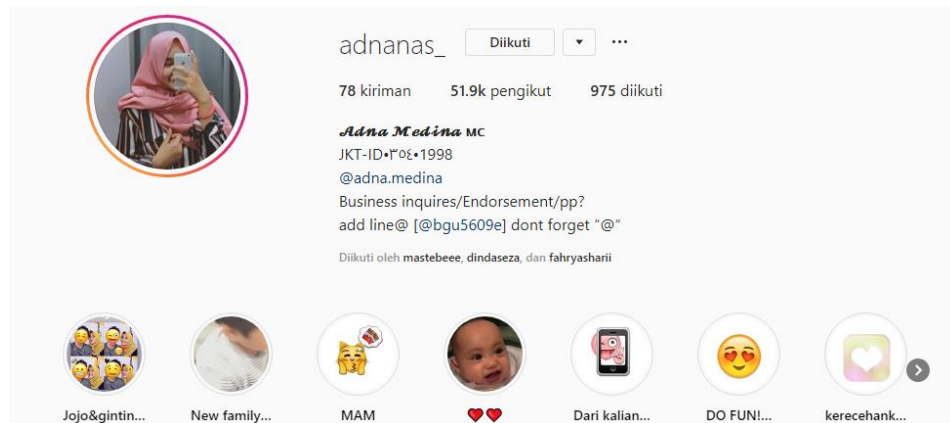 adnanas_ Diikuti
78 kiriman 51.9k pengikut 975 diikuti
𝓐𝓭𝓷𝓪 𝓜𝓮𝓭𝓲𝓷𝓪 ᴍᴄ
JKT-ID•٣٥٤•1998
@adna.medina
Business inquires/Endorsement/pp?
add line@ [@bgu5609e] dont forget “@”
Diikuti oleh mastebeee, dindaseza, dan fahryasharii
Jojo&gintin... New family... MAM ❤❤ Dari kalian... DO FUN!... kerecehank...